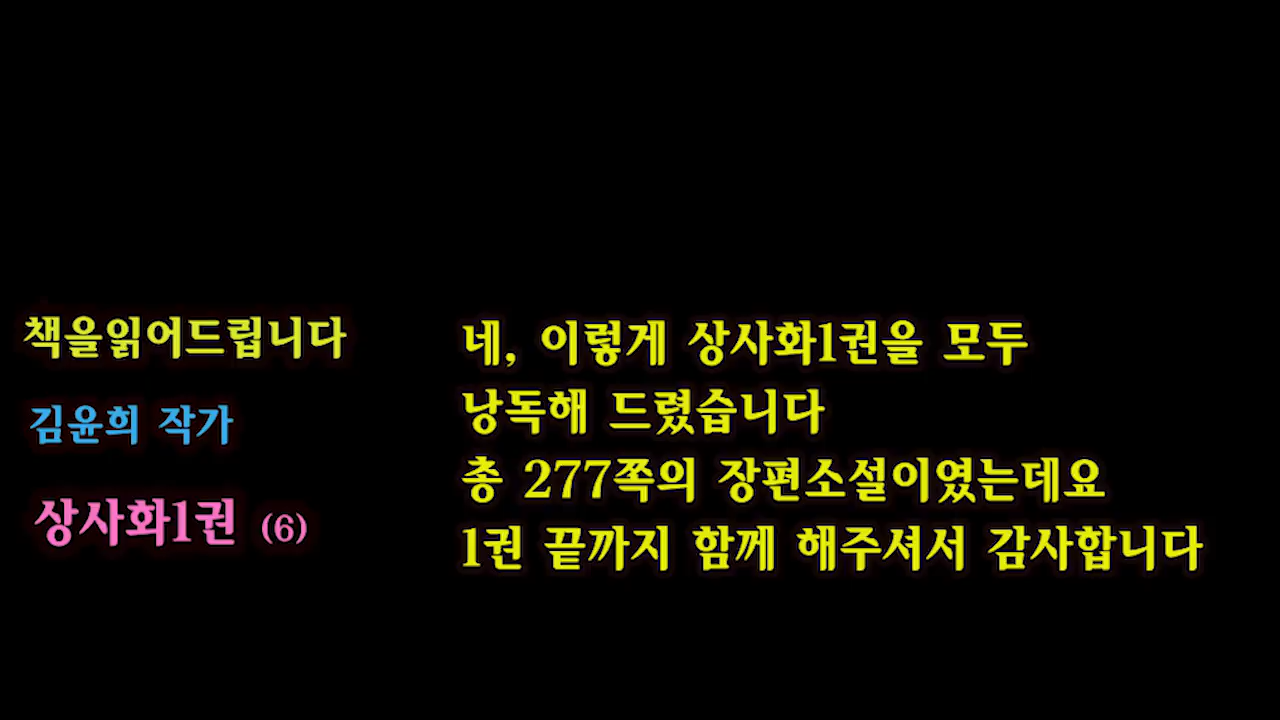 책을읽어드립니다
김윤희 작가
상사화1권 (6)
네, 이렇게 상사화1권을 모두
낭독해 드렸습니다
총 277쪽의 장편소설이였는데요
1권 끝까지 함께 해주셔서 감사합니다